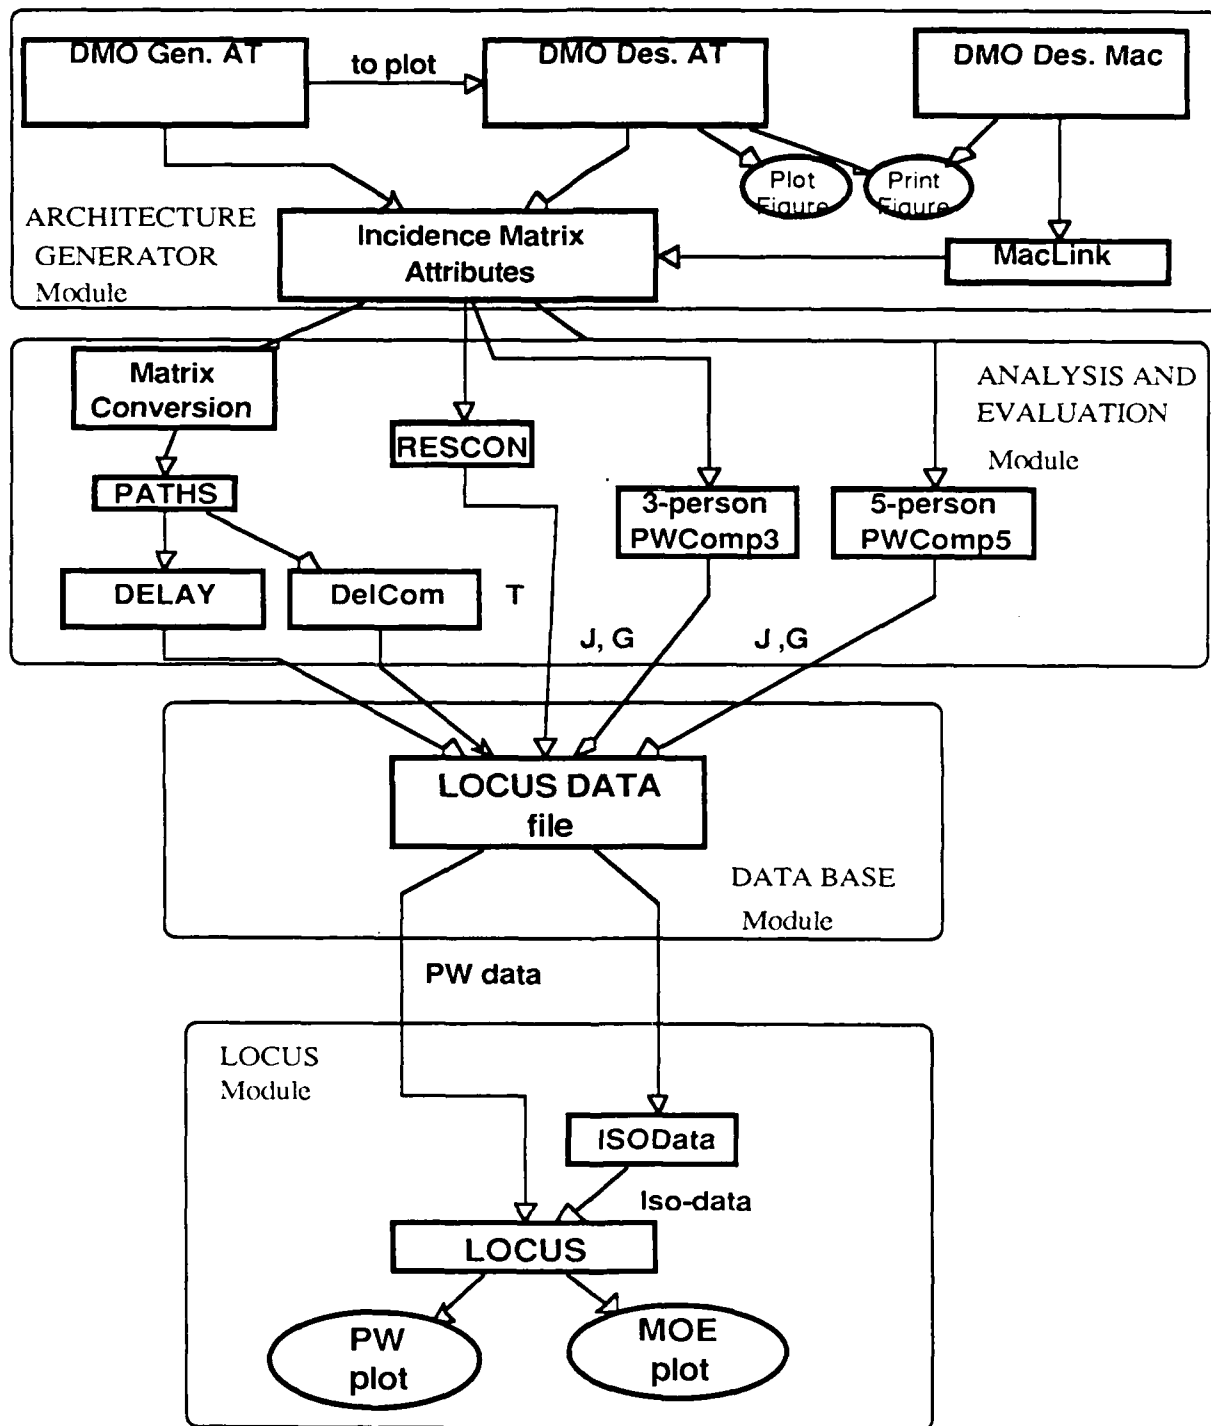 DMO Gen. AT
to plot
DMO Des. AT
DMO Des. Mac
Plot
Figure
Print
Figure
ARCHITECTURE
GENERATOR
Module
Incidence Matrix
Attributes
MacLink
Matrix
Conversion
RESCON
ANALYSIS AND
EVALUATION
Module
PATHS
3-person
PWComp3
5-person
PWComp5
DELAY
DelCom
T
J, G
J ,G
LOCUS DATA
file
DATA BASE
Module
PW data
LOCUS
Module
ISOData
Iso-data
LOCUS
PW
plot
MOE
plot